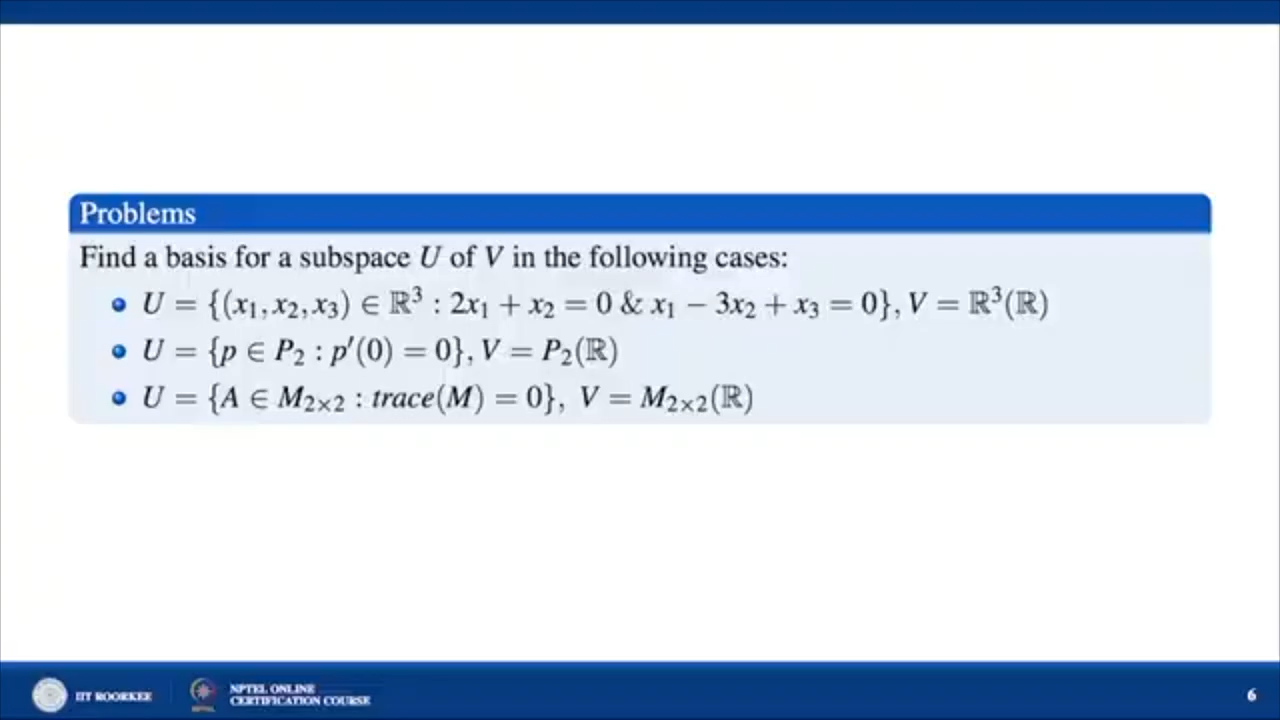 Problems
Find a basis for a subspace U of V in the following cases:
U = {(x₁, x₂, x₃) ∈ ℝ³ : 2x₁ + x₂ = 0 & x₁ − 3x₂ + x₃ = 0}, V = ℝ³(ℝ)
U = {p ∈ P₂ : p′(0) = 0}, V = P₂(ℝ)
U = {A ∈ M₂ₓ₂ : trace(M) = 0}, V = M₂ₓ₂(ℝ)
IIT ROORKEE
NPTEL ONLINE
CERTIFICATION COURSE
6